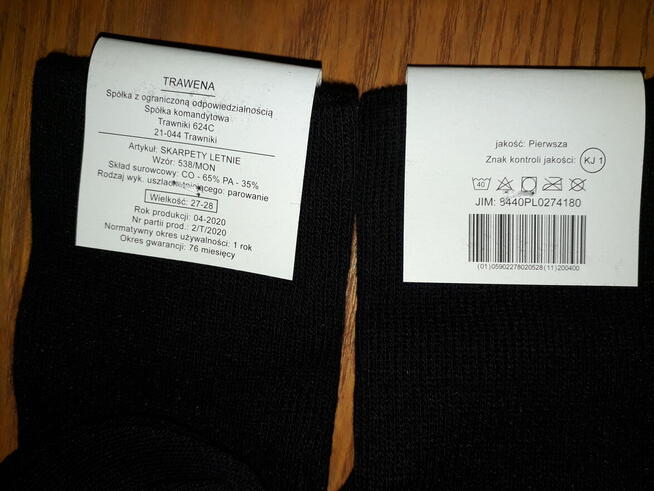 TRAWENA
Spółka z ograniczoną odpowiedzialnością
Spółka komandytowa
Trawniki 624C
21-044 Trawniki
Artykuł: SKARPETY LETNIE
Wzór: 538/MON
Skład surowcowy: CO - 65% PA - 35%
Rodzaj wyk. uszlachetniającego: parowanie
Wielkość: 27-28
Rok produkcji: 04-2020
Nr partii prod.: 2/T/2020
Normatywny okres używalności: 1 rok
Okres gwarancji: 76 miesięcy
jakość: Pierwsza
Znak kontroli jakości: KJ 1
40
JIM: 8440PL0274180
(01)05902278020528(11)200400